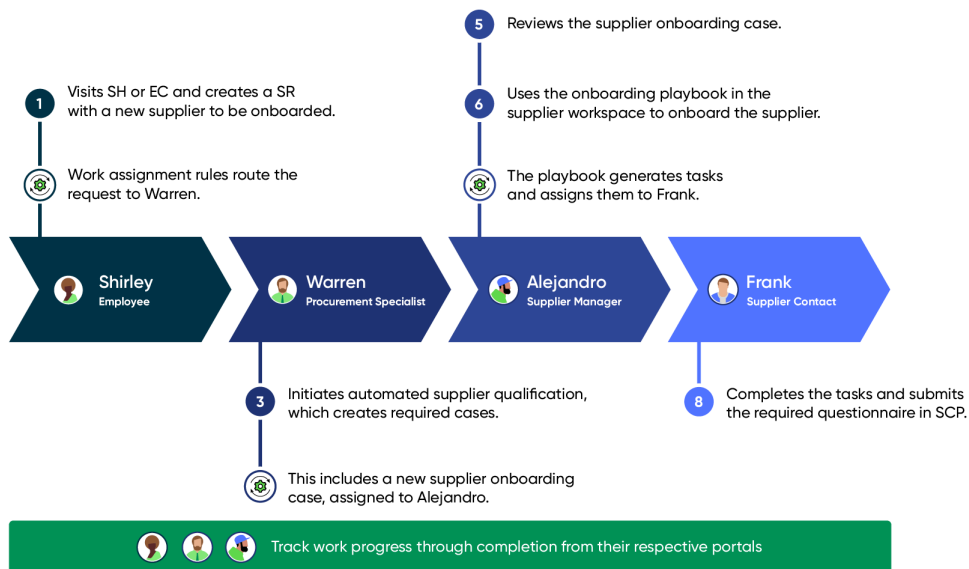 5
Reviews the supplier onboarding case.
1
Visits SH or EC and creates a SR
with a new supplier to be onboarded.
6
Uses the onboarding playbook in the
supplier workspace to onboard the supplier.
Work assignment rules route the
request to Warren.
The playbook generates tasks
and assigns them to Frank.
Shirley
Employee
Warren
Procurement Specialist
Alejandro
Supplier Manager
Frank
Supplier Contact
3
Initiates automated supplier qualification,
which creates required cases.
8
Completes the tasks and submits
the required questionnaire in SCP.
This includes a new supplier onboarding
case, assigned to Alejandro.
Track work progress through completion from their respective portals